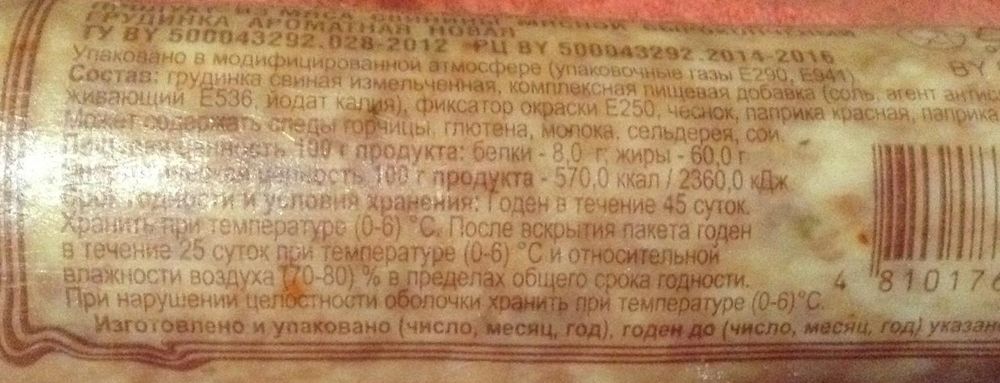 ПРОДУКТ ИЗ МЯСА СВИНИНЫ МЯСНОЙ
ГРУДИНКА АРОМАТНАЯ НОВАЯ
ТУ BY 500043292.028-2012 РЦ BY 500043292.2014-2016
Упаковано в модифицированной атмосфере (упаковочные газы Е290, Е941). BY
Состав: грудинка свиная измельченная, комплексная пищевая добавка (соль, агент антис
живающий Е536, йодат калия), фиксатор окраски Е250, чеснок, паприка красная, паприка
Может содержать следы горчицы, глютена, молока, сельдерея, сои.
Пищевая ценность 100 г продукта: белки - 8,0 г, жиры - 60,0 г
ценность 100 г продукта - 570,0 ккал / 2360,0 кДж
Срок годности и условия хранения: Годен в течение 45 суток.
Хранить при температуре (0-6) °С. После вскрытия пакета годен
в течение 25 суток при температуре (0-6) °С и относительной
влажности воздуха (70-80) % в пределах общего срока годности.
4 810176
При нарушении целостности оболочки хранить при температуре (0-6)°С.
Изготовлено и упаковано (число, месяц, год), годен до (число, месяц, год) указан